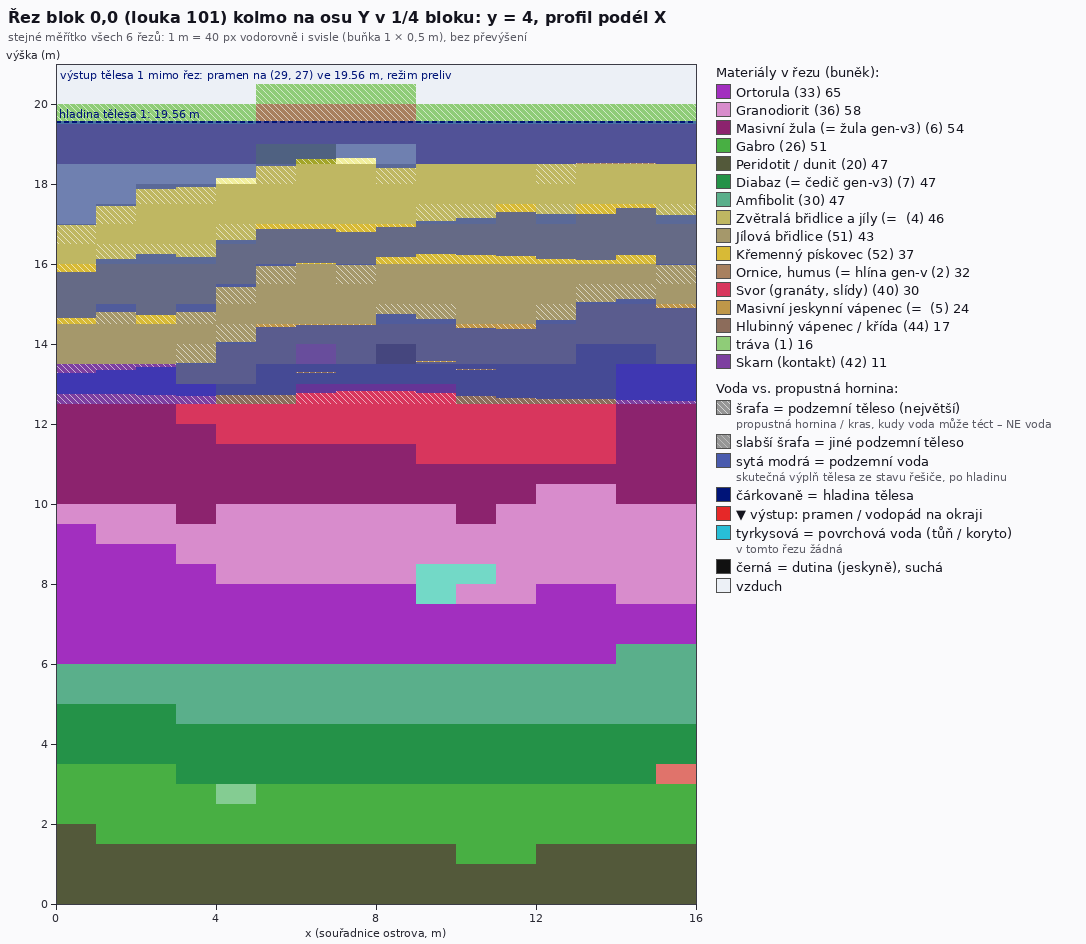 Řez blok 0,0 (louka 101) kolmo na osu Y v 1/4 bloku: y = 4, profil podél X
stejné měřítko všech 6 řezů: 1 m = 40 px vodorovně i svisle (buňka 1 × 0,5 m), bez převýšení
výška (m)
výstup tělesa 1 mimo řez: pramen na (29, 27) ve 19.56 m, režim preliv
hladina tělesa 1: 19.56 m
20
18
16
14
12
10
8
6
4
2
0
0
4
8
12
16
x (souřadnice ostrova, m)
Materiály v řezu (buněk):
Ortorula (33) 65
Granodiorit (36) 58
Masivní žula (= žula gen-v3) (6) 54
Gabro (26) 51
Peridotit / dunit (20) 47
Diabaz (= čedič gen-v3) (7) 47
Amfibolit (30) 47
Zvětralá břidlice a jíly (=  (4) 46
Jílová břidlice (51) 43
Křemenný pískovec (52) 37
Ornice, humus (= hlína gen-v (2) 32
Svor (granáty, slídy) (40) 30
Masivní jeskynní vápenec (=  (5) 24
Hlubinný vápenec / křída (44) 17
tráva (1) 16
Skarn (kontakt) (42) 11
Voda vs. propustná hornina:
šrafa = podzemní těleso (největší)
propustná hornina / kras, kudy voda může téct – NE voda
slabší šrafa = jiné podzemní těleso
sytá modrá = podzemní voda
skutečná výplň tělesa ze stavu řešiče, po hladinu
čárkovaně = hladina tělesa
▼ výstup: pramen / vodopád na okraji
tyrkysová = povrchová voda (tůň / koryto)
v tomto řezu žádná
černá = dutina (jeskyně), suchá
vzduch